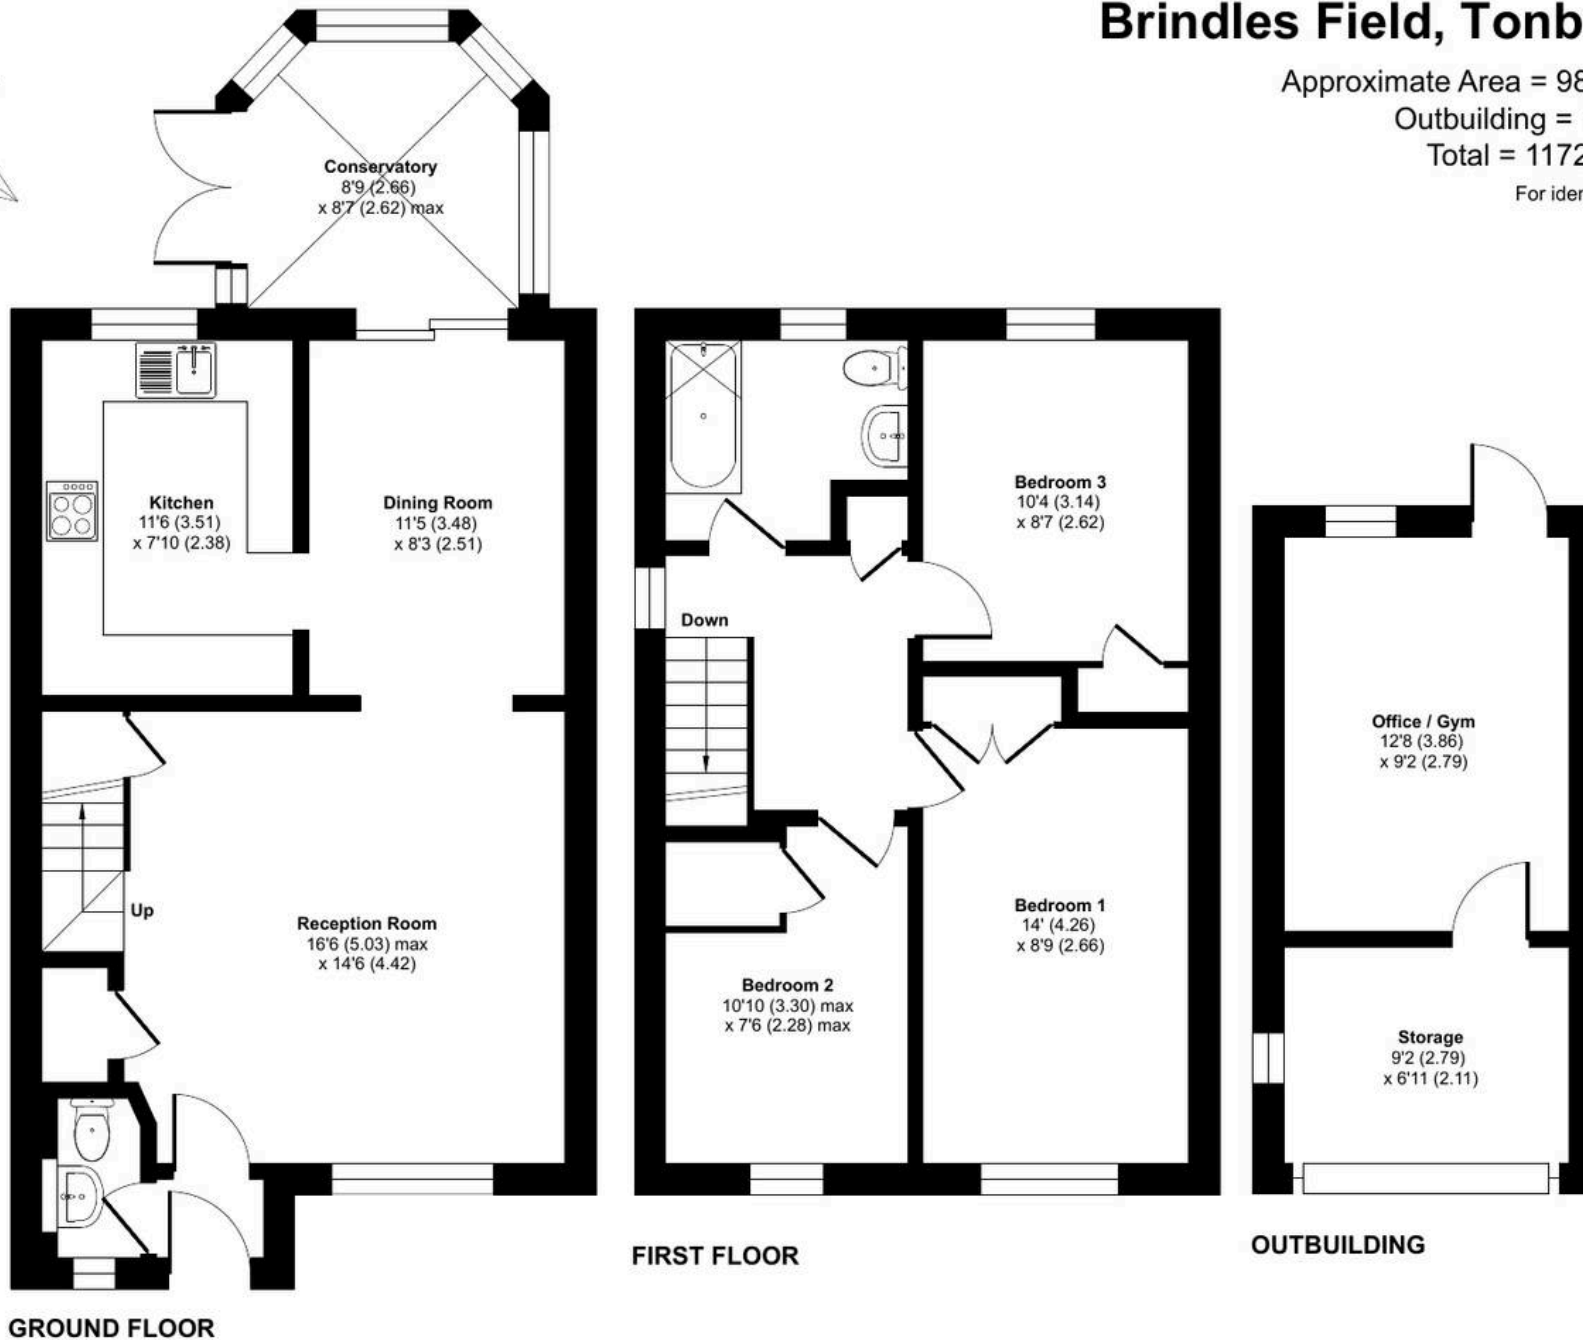 Brindles Field, Tonb
Approximate Area = 98
Outbuilding =
Total = 1172
For iden
Conservatory
8'9 (2.66)
x 8'7 (2.62) max
Kitchen
11'6 (3.51)
x 7'10 (2.38)
Dining Room
11'5 (3.48)
x 8'3 (2.51)
Up
Reception Room
16'6 (5.03) max
x 14'6 (4.42)
GROUND FLOOR
Down
Bedroom 3
10'4 (3.14)
x 8'7 (2.62)
Bedroom 1
14' (4.26)
x 8'9 (2.66)
Bedroom 2
10'10 (3.30) max
x 7'6 (2.28) max
FIRST FLOOR
Office / Gym
12'8 (3.86)
x 9'2 (2.79)
Storage
9'2 (2.79)
x 6'11 (2.11)
OUTBUILDING